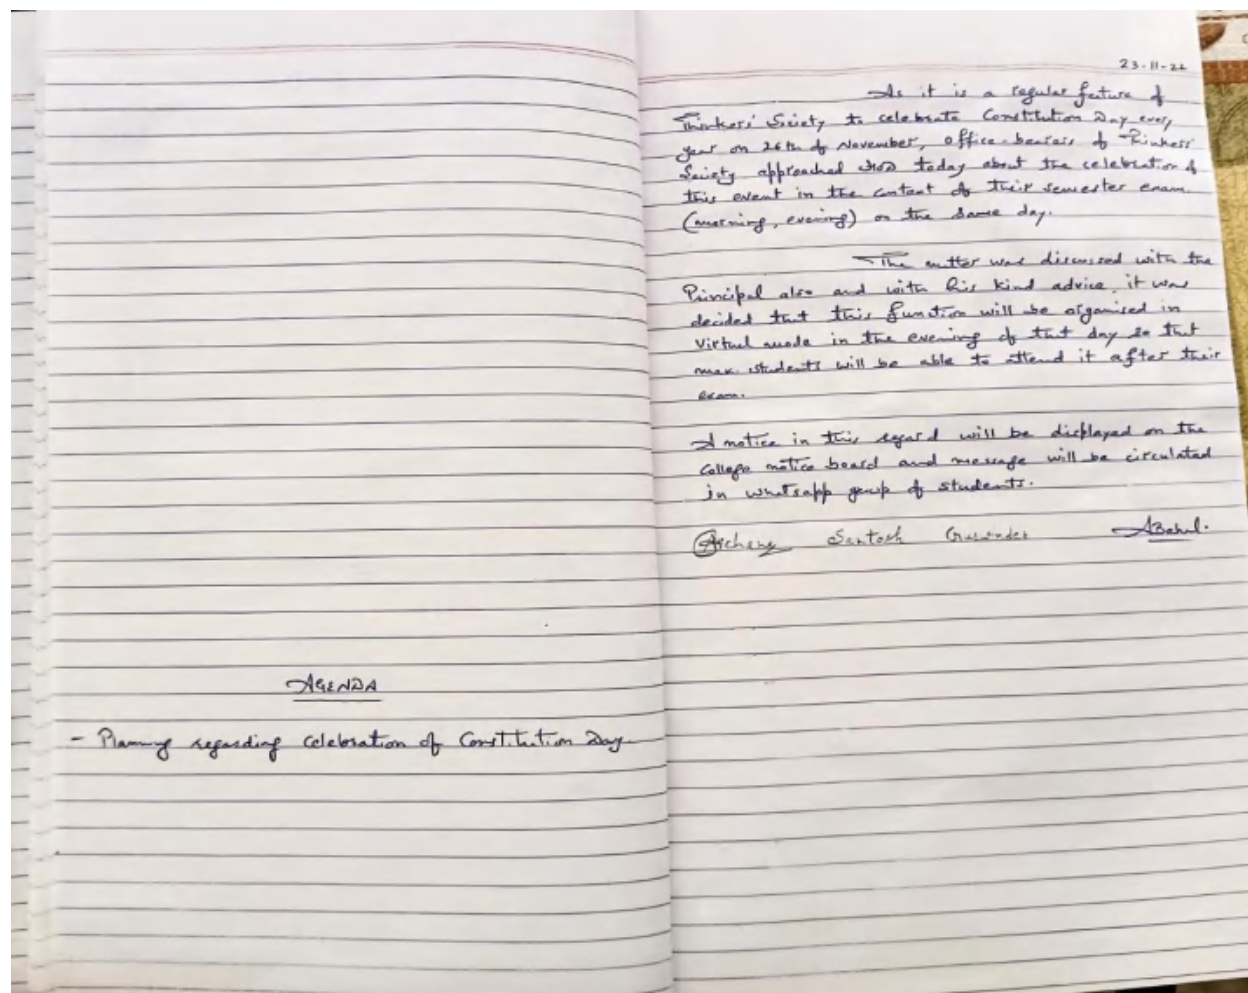 AGENDA
- Planning regarding Celebration of Constitution Day.
23-11-22
As it is a regular feature of
Thinkers' Society to celebrate Constitution Day every
year on 26th of November, office-bearers of Thinkers'
Society approached HOD today about the celebration of
this event in the context of their semester exam.
(morning, evening) on the same day.
The matter was discussed with the
Principal also and with his kind advice, it was
decided that this function will be organised in
virtual mode in the evening of that day so that
max. students will be able to attend it after their
exam.
A notice in this regard will be displayed on the
College notice board and message will be circulated
in whatsapp group of students.
Santosh